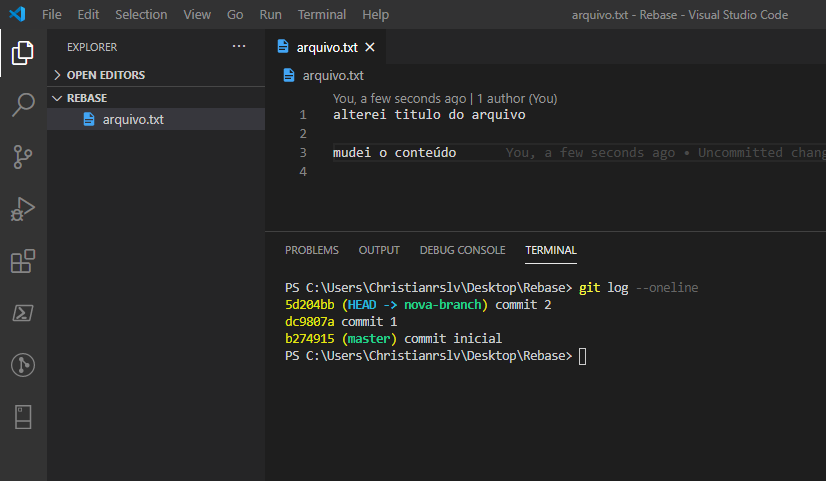 File Edit Selection View Go Run Terminal Help arquivo.txt - Rebase - Visual Studio Code
EXPLORER ...
OPEN EDITORS
REBASE
arquivo.txt
arquivo.txt
arquivo.txt
You, a few seconds ago | 1 author (You)
1 alterei titulo do arquivo
2
3 mudei o conteúdo You, a few seconds ago • Uncommitted chang
4
PROBLEMS OUTPUT DEBUG CONSOLE TERMINAL
PS C:\Users\Christianrslv\Desktop\Rebase> git log --oneline
5d204bb (HEAD -> nova-branch) commit 2
dc9807a commit 1
b274915 (master) commit inicial
PS C:\Users\Christianrslv\Desktop\Rebase>